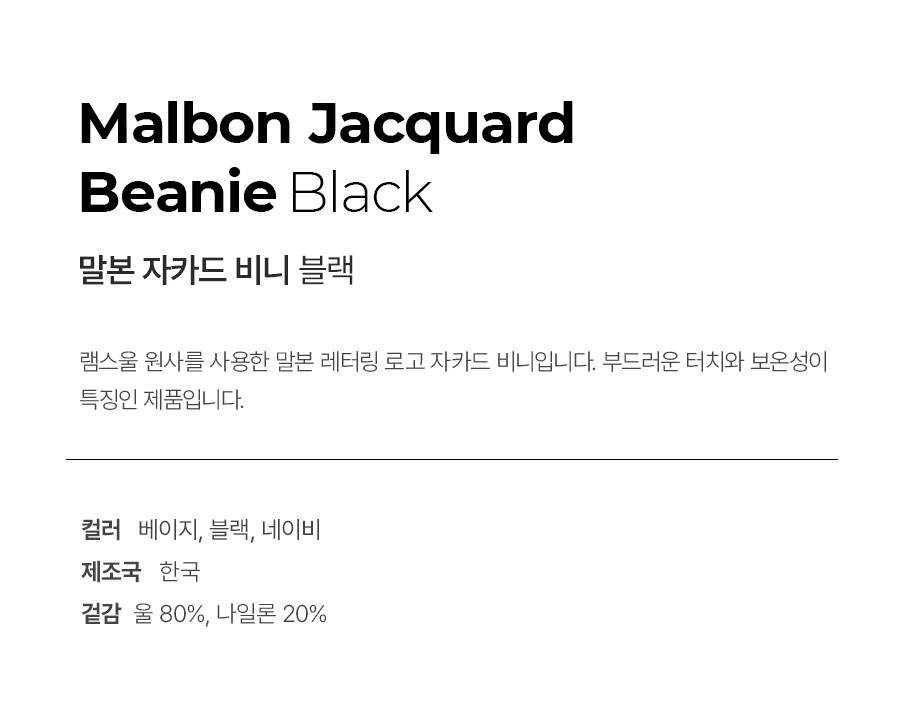 Malbon Jacquard
Beanie Black
말본 자카드 비니 블랙
램스울 원사를 사용한 말본 레터링 로고 자카드 비니입니다. 부드러운 터치와 보온성이
특징인 제품입니다.
컬러 베이지, 블랙, 네이비
제조국 한국
겉감 울 80%, 나일론 20%